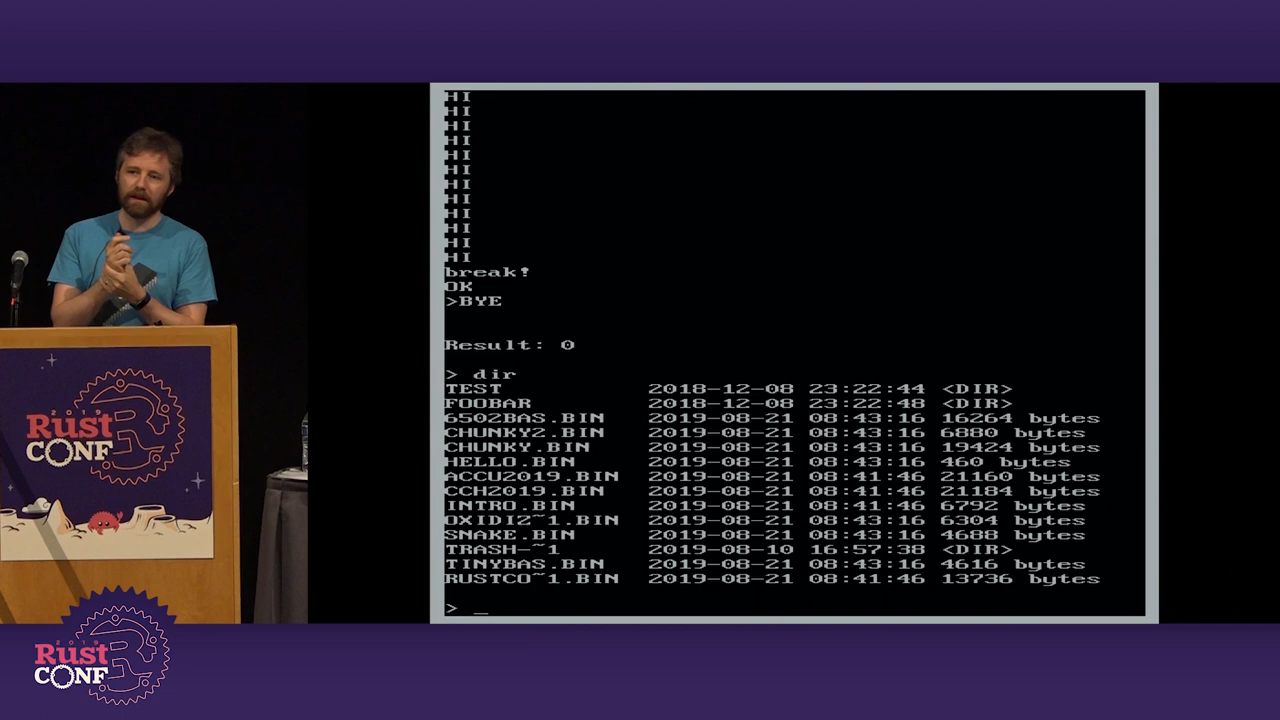 HI
HI
HI
HI
HI
HI
HI
HI
HI
HI
HI
HI
break!
OK
>BYE
Result: 0
> dir
TEST 2018-12-08 23:22:44 <DIR>
FOOBAR 2018-12-08 23:22:48 <DIR>
6502BAS.BIN 2019-08-21 08:43:16 16264 bytes
CHUNKY2.BIN 2019-08-21 08:43:16 6880 bytes
CHUNKY.BIN 2019-08-21 08:43:16 19424 bytes
HELLO.BIN 2019-08-21 08:43:16 460 bytes
ACCU2019.BIN 2019-08-21 08:41:46 21160 bytes
CCH2019.BIN 2019-08-21 08:41:46 21184 bytes
INTRO.BIN 2019-08-21 08:41:46 6792 bytes
OXIDIZ~1.BIN 2019-08-21 08:43:16 6304 bytes
SNAKE.BIN 2019-08-21 08:43:16 4688 bytes
TRASH-~1 2019-08-10 16:57:38 <DIR>
TINYBAS.BIN 2019-08-21 08:43:16 4616 bytes
RUSTCO~1.BIN 2019-08-21 08:41:46 13736 bytes
> _
2019
Rust
CONF
R
2019
Rust
CONF
R